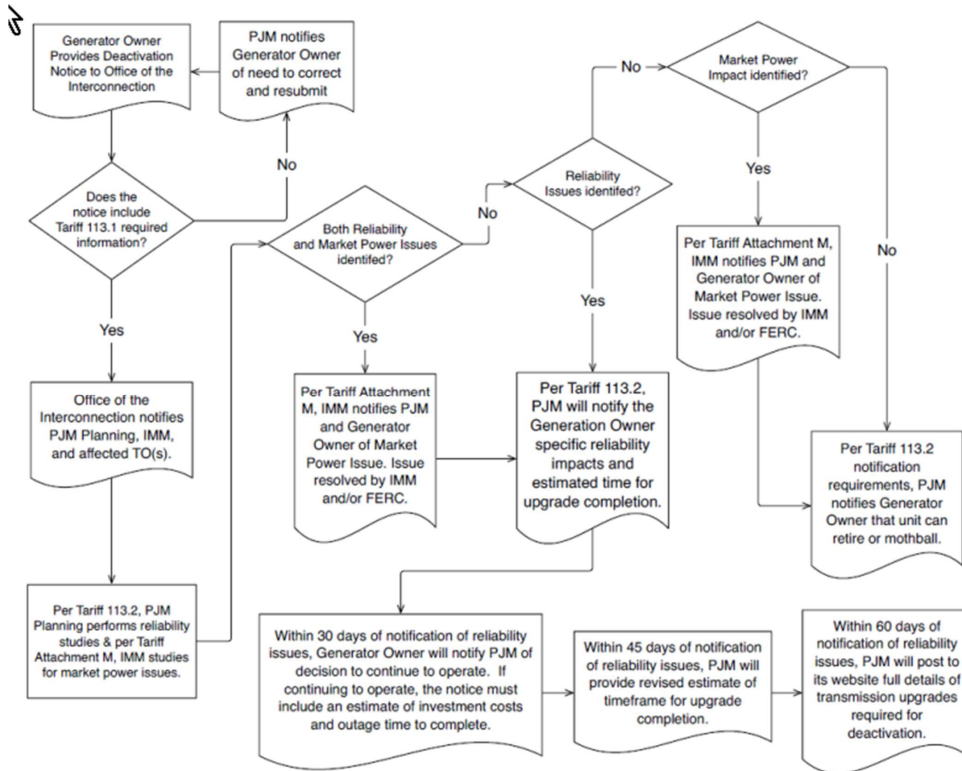 Generator Owner
Provides Deactivation
Notice to Office of the
Interconnection
PJM notifies
Generator Owner
of need to correct
and resubmit
No
Does the
notice include
Tariff 113.1 required
information?
Yes
Office of the
Interconnection notifies
PJM Planning, IMM,
and affected TO(s).
Per Tariff 113.2, PJM
Planning performs reliability
studies & per Tariff
Attachment M, IMM studies
for market power issues.
Both Reliability
and Market Power Issues
identifed?
No
Yes
Per Tariff Attachment
M, IMM notifies PJM
and Generator
Owner of Market
Power Issue. Issue
resolved by IMM
and/or FERC.
Reliability
Issues identifed?
No
Yes
Per Tariff 113.2,
PJM will notify the
Generation Owner
specific reliability
impacts and
estimated time for
upgrade completion.
Market Power
Impact identified?
Yes
No
Per Tariff Attachment M,
IMM notifies PJM and
Generator Owner of
Market Power Issue.
Issue resolved by IMM
and/or FERC.
Per Tariff 113.2
notification
requirements, PJM
notifies Generator
Owner that unit can
retire or mothball.
Within 30 days of notification of reliability
issues, Generator Owner will notify PJM of
decision to continue to operate. If
continuing to operate, the notice must
include an estimate of investment costs
and outage time to complete.
Within 45 days of notification
of reliability issues, PJM will
provide revised estimate of
timeframe for upgrade
completion.
Within 60 days of
notification of reliability
issues, PJM will post to
its website full details of
transmission upgrades
required for
deactivation.